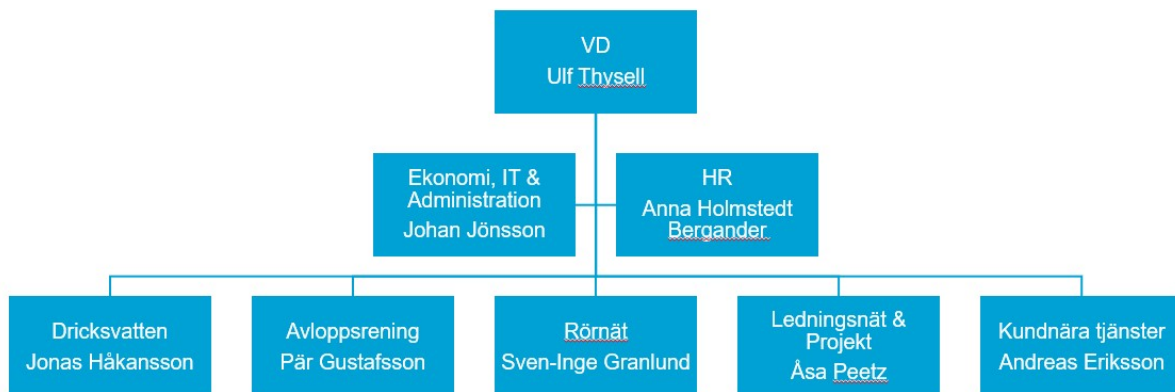 VD
Ulf Thysell
Ekonomi, IT &
Administration
Johan Jönsson
HR
Anna Holmstedt
Bergander
Dricksvatten
Jonas Håkansson
Avloppsrening
Pär Gustafsson
Rörnät
Sven-Inge Granlund
Ledningsnät &
Projekt
Åsa Peetz
Kundnära tjänster
Andreas Eriksson